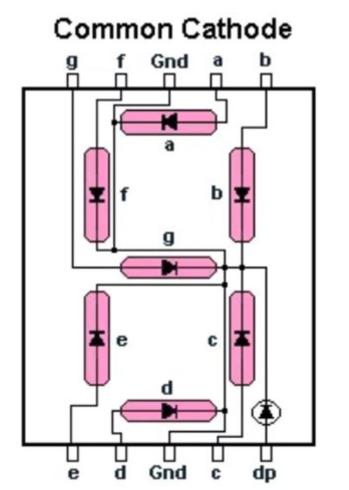 Common Cathode
g f Gnd a b
a
f b
g
e c
d
e d Gnd c dp